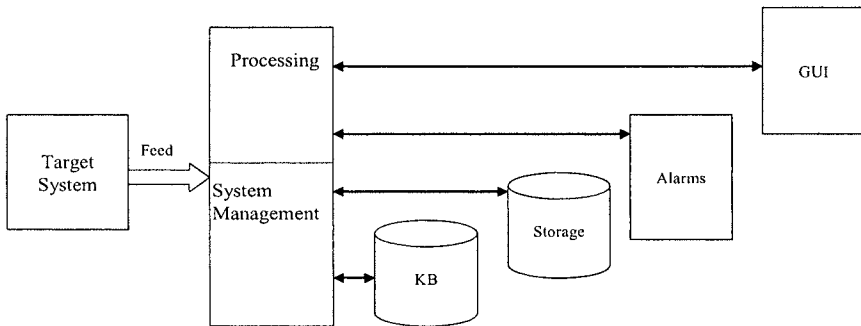 Processing
GUI
Feed
Target
System
Alarms
System
Management
Storage
KB